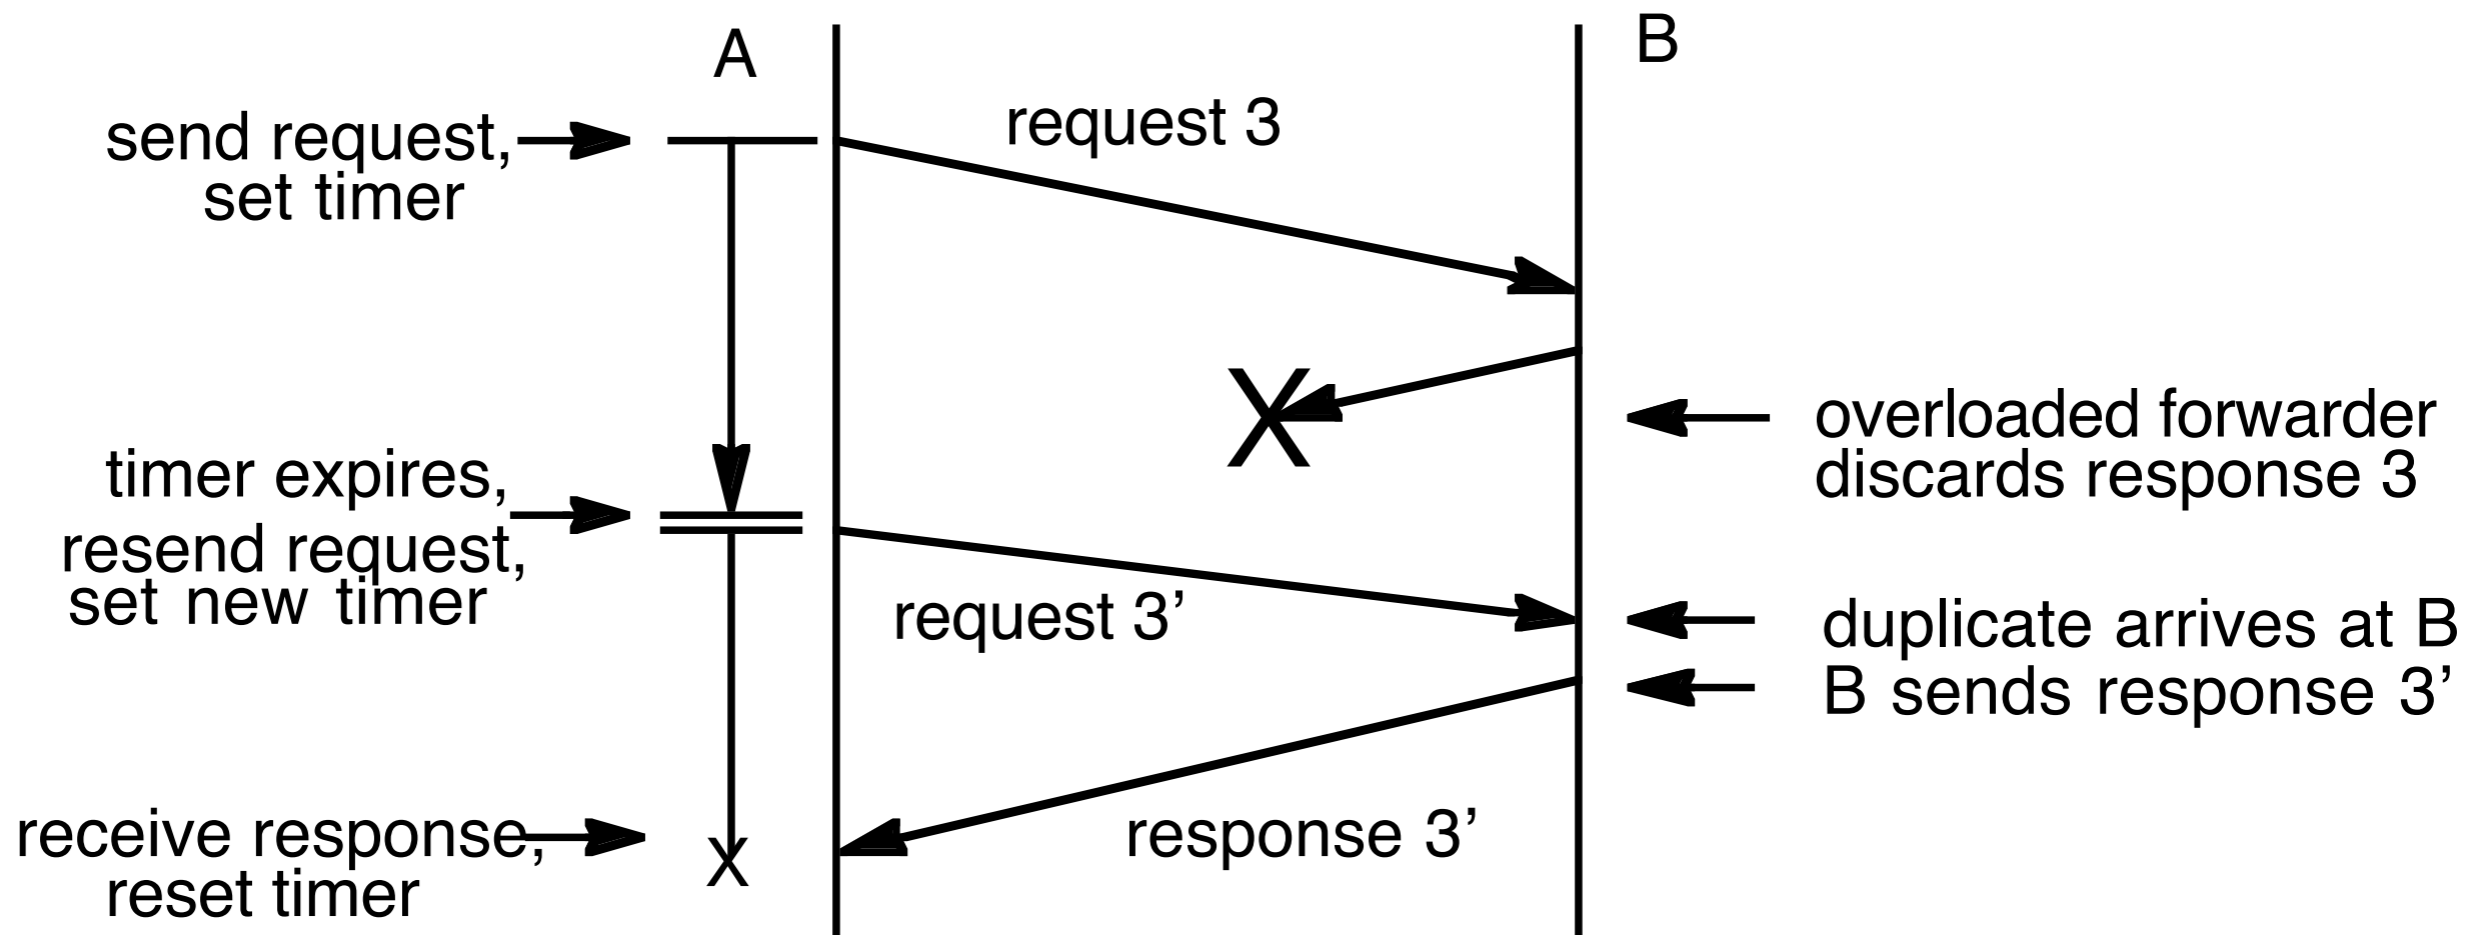 A
B
send request,
set timer
request 3
overloaded forwarder
discards response 3
timer expires,
resend request,
set new timer
request 3’
duplicate arrives at B
B sends response 3’
receive response,
reset timer
X
X
response 3’